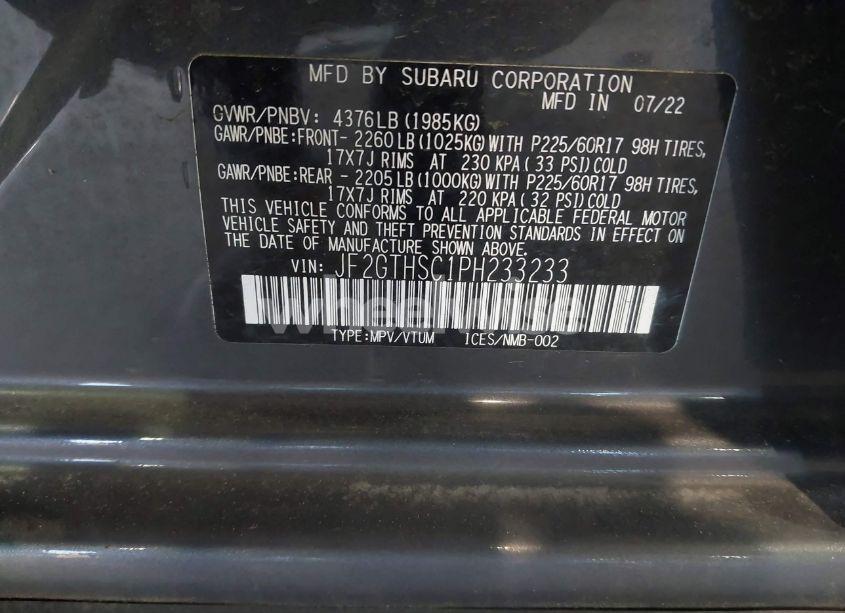 MFD BY SUBARU CORPORATION
MFD IN 07/22
GVWR/PNBV: 4376LB(1985KG)
GAWR/PNBE:FRONT- 2260LB(1025KG)WITH P225/60R17 98H TIRES,
17X7J RIMS AT 230 KPA(33 PSI)COLD
GAWR/PNBE:REAR - 2205LB(1000KG)WITH P225/60R17 98H TIRES,
17X7J RIMS AT 220 KPA(32 PSI)COLD
THIS VEHICLE CONFORMS TO ALL APPLICABLE FEDERAL MOTOR
VEHICLE SAFETY AND THEFT PREVENTION STANDARDS IN EFFECT ON
THE DATE OF MANUFACTURE SHOWN ABOVE.
VIN: JF2GTHSC1PH233233
wheelwise
TYPE:MPV/VTUM ICES/NMB-002